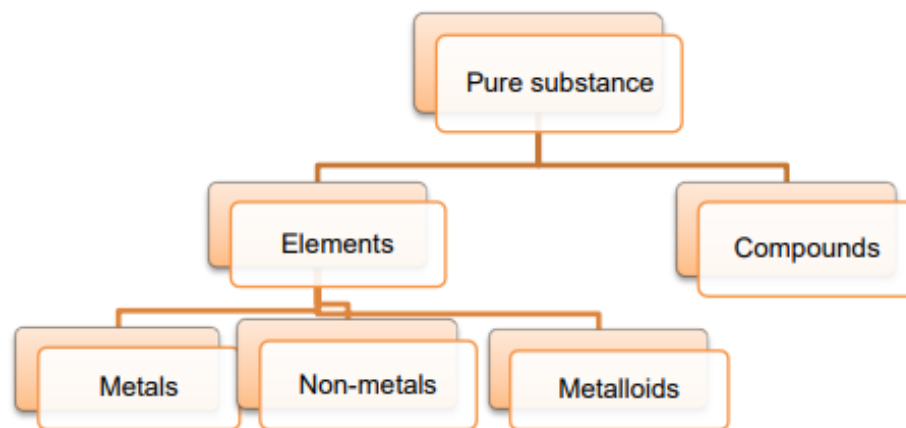 Pure substance
Elements
Compounds
Metals
Non-metals
Metalloids